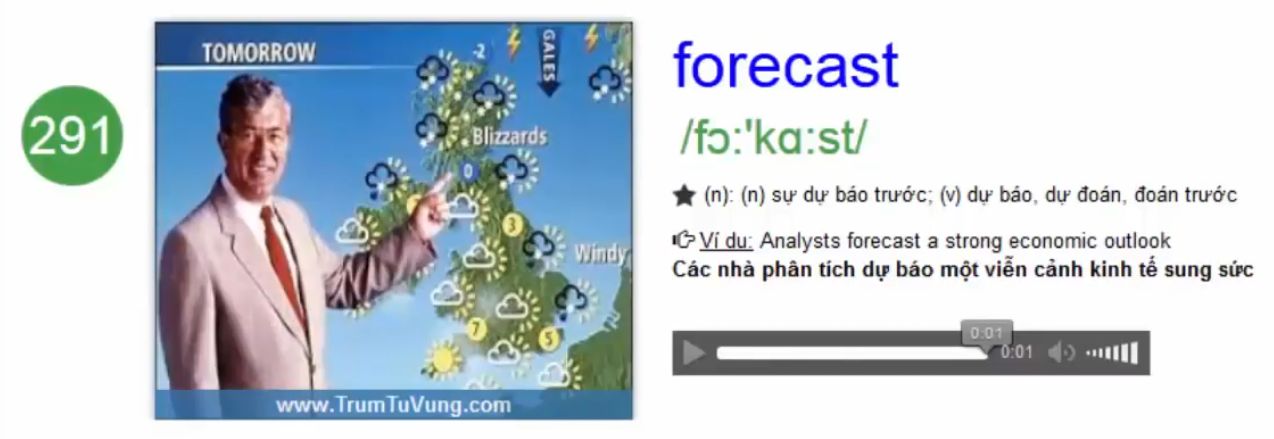 291
TOMORROW
-2
GALES
Blizzards
0
3
Windy
7
5
www.TrumTuVung.com
forecast
/fɔ:'kɑ:st/
(n): (n) sự dự báo trước; (v) dự báo, dự đoán, đoán trước
Ví du: Analysts forecast a strong economic outlook
Các nhà phân tích dự báo một viễn cảnh kinh tế sung sức
0:01
0:01